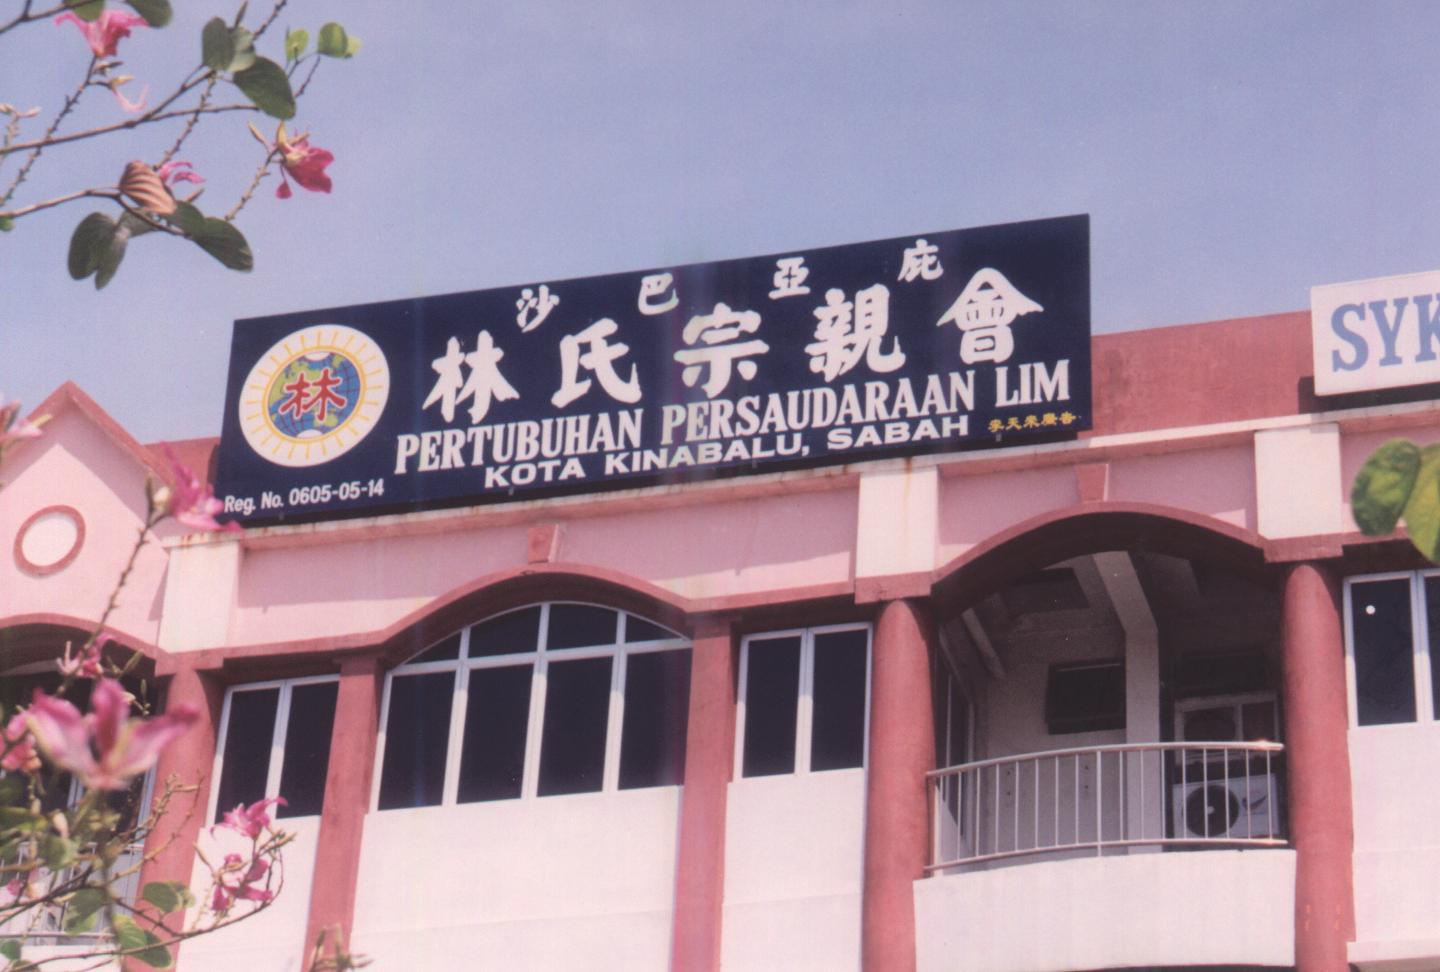 沙巴亞庇
林氏宗親會
林
PERTUBUHAN PERSAUDARAAN LIM
KOTA KINABALU, SABAH
Reg. No. 0605-05-14
SYK